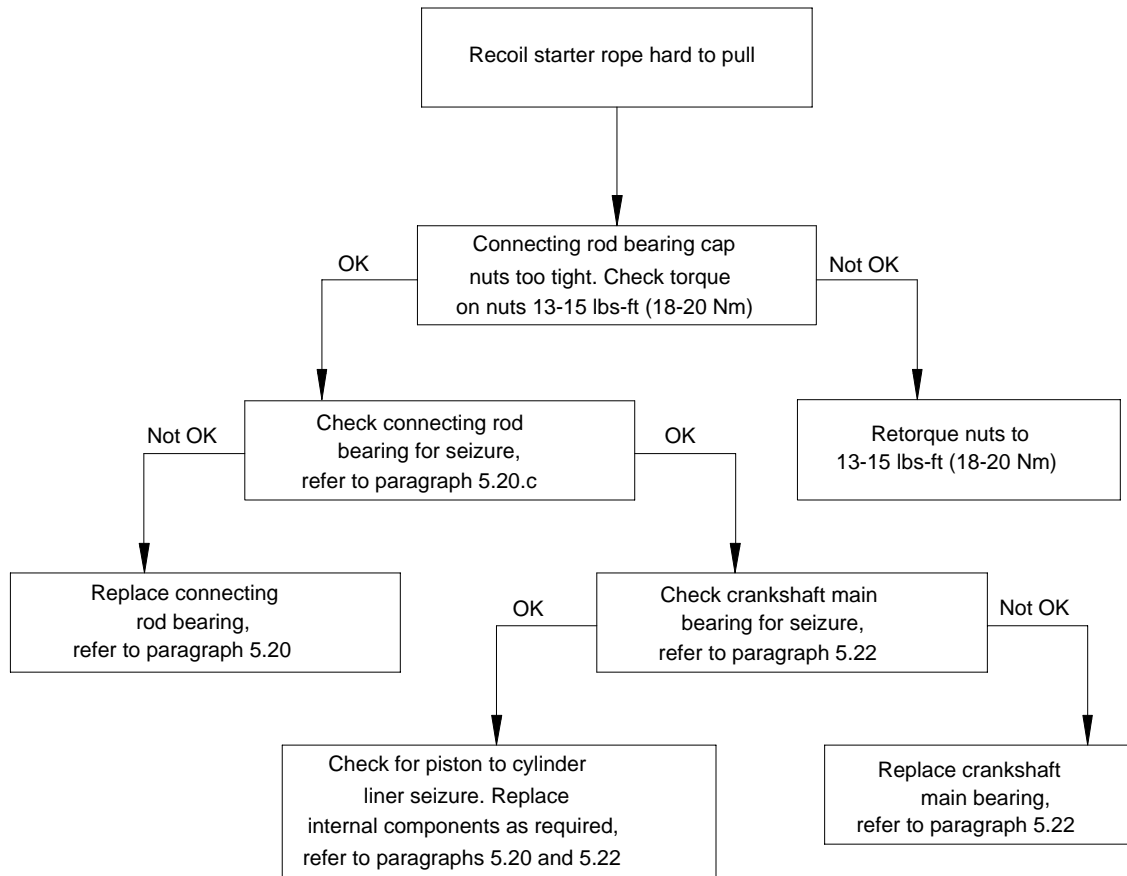 Recoil starter rope hard to pull
Connecting rod bearing cap
nuts too tight. Check torque
on nuts 13-15 lbs-ft (18-20 Nm)
OK
Not OK
Check connecting rod
bearing for seizure,
refer to paragraph 5.20.c
Not OK
OK
Retorque nuts to
13-15 lbs-ft (18-20 Nm)
Replace connecting
rod bearing,
refer to paragraph 5.20
Check crankshaft main
bearing for seizure,
refer to paragraph 5.22
OK
Not OK
Check for piston to cylinder
liner seizure. Replace
internal components as required,
refer to paragraphs 5.20 and 5.22
Replace crankshaft
main bearing,
refer to paragraph 5.22